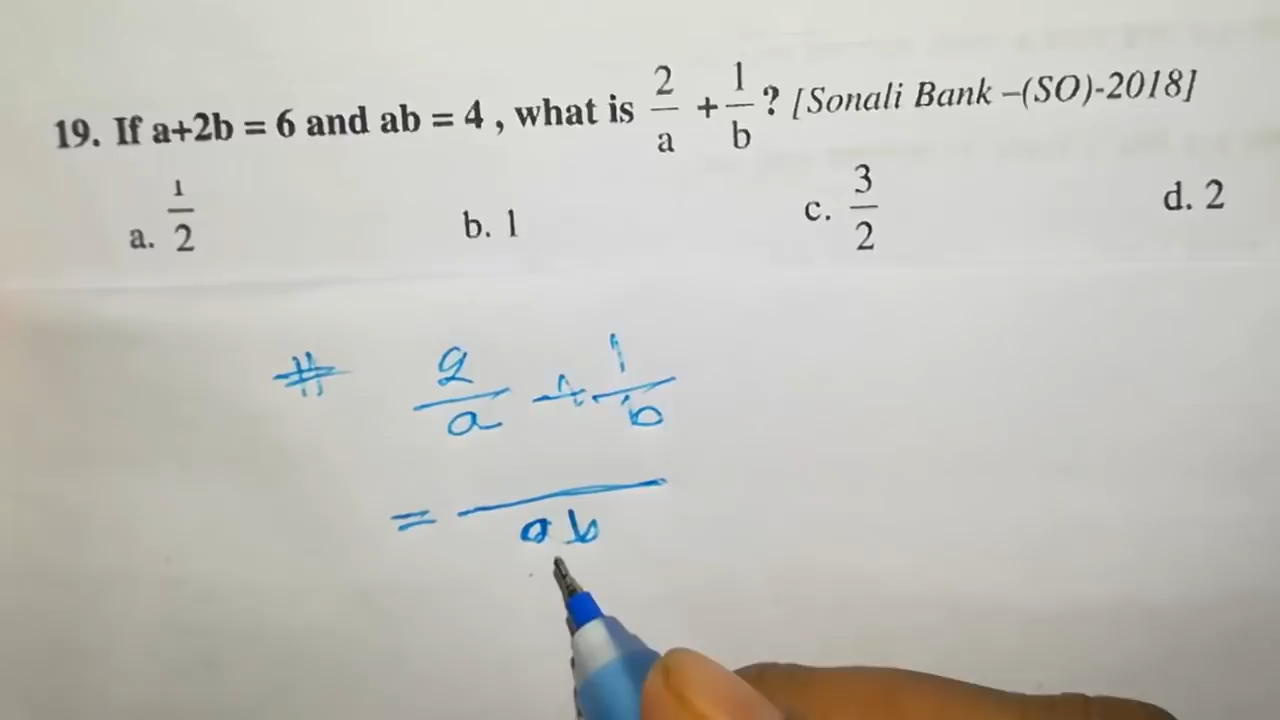 19. If a+2b = 6 and ab = 4 , what is 2/a + 1/b ? [Sonali Bank –(SO)-2018]
a. 1/2 b. 1 c. 3/2 d. 2
# 2/a + 1/b
= /ab